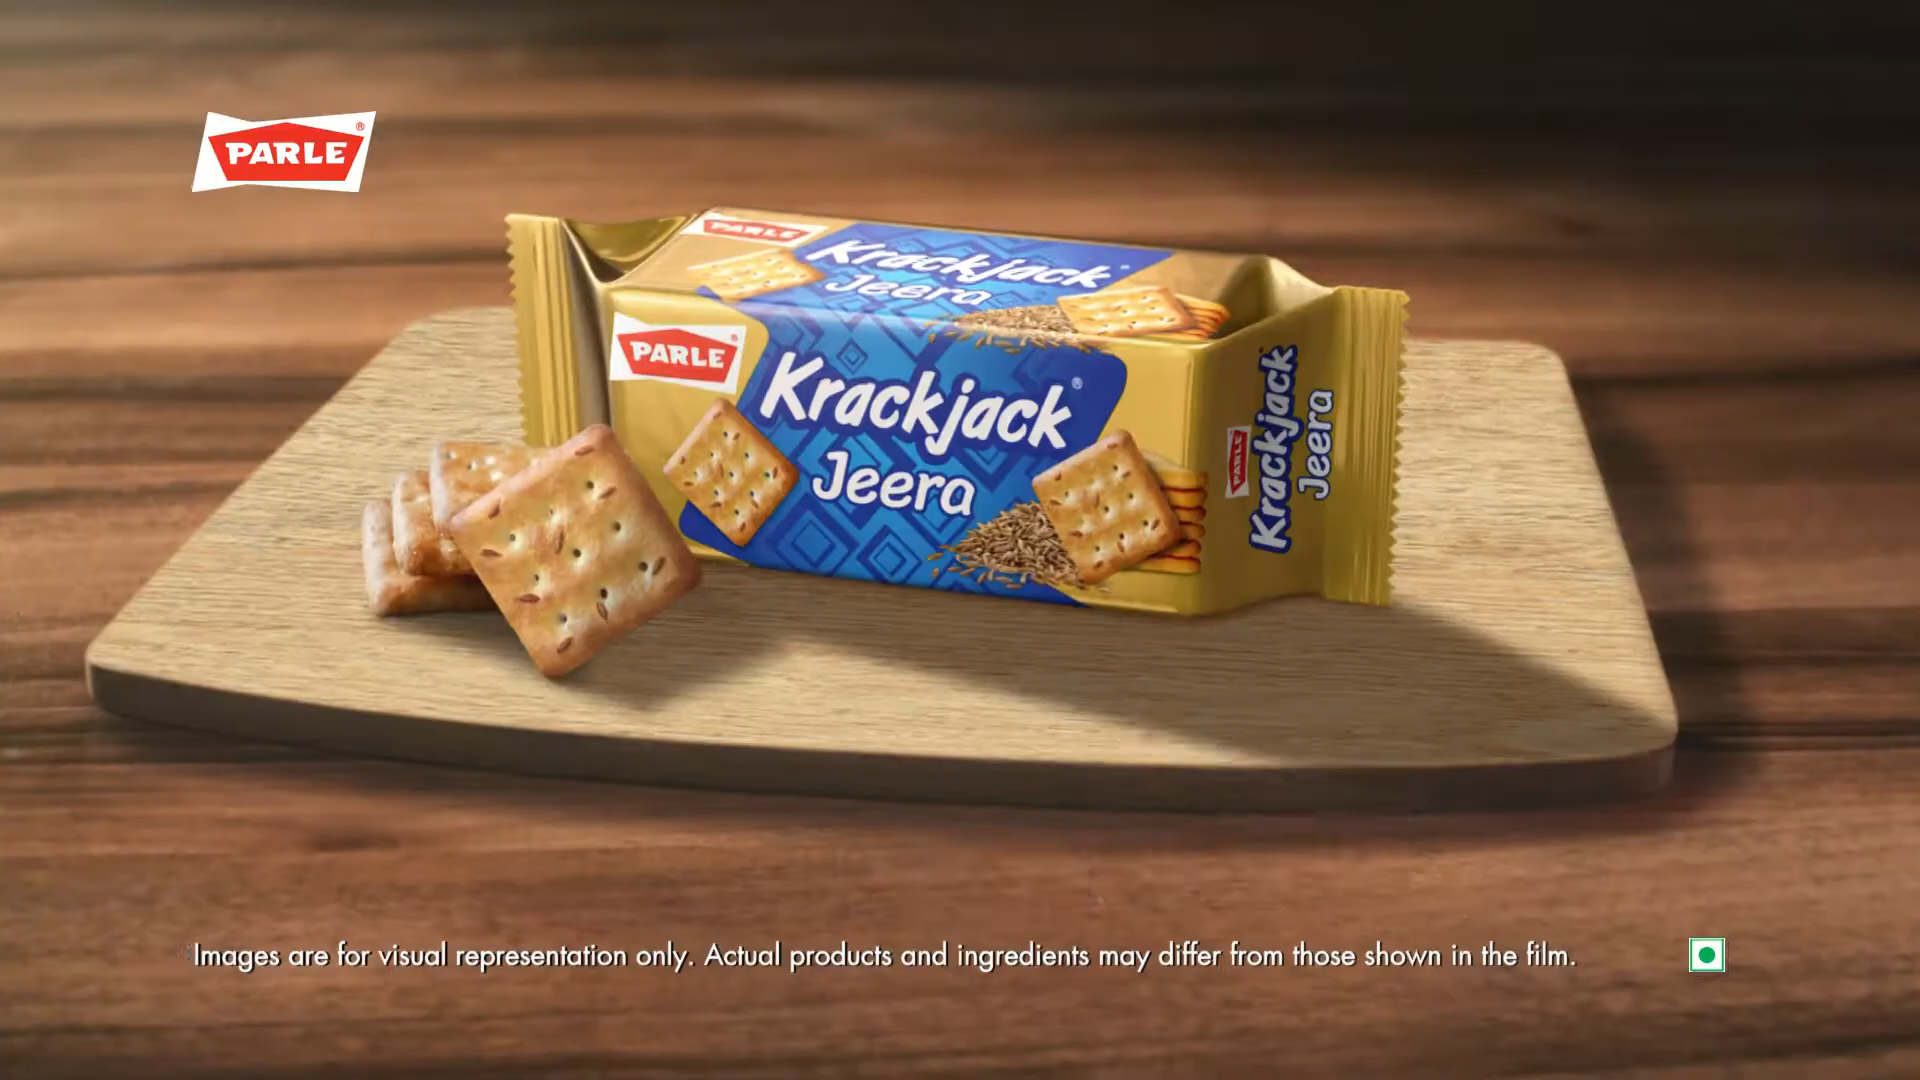 PARLE
PARLE
Krackjack
Jeera
PARLE
Krackjack
Jeera
PARLE
Krackjack
Jeera
Images are for visual representation only. Actual products and ingredients may differ from those shown in the film.